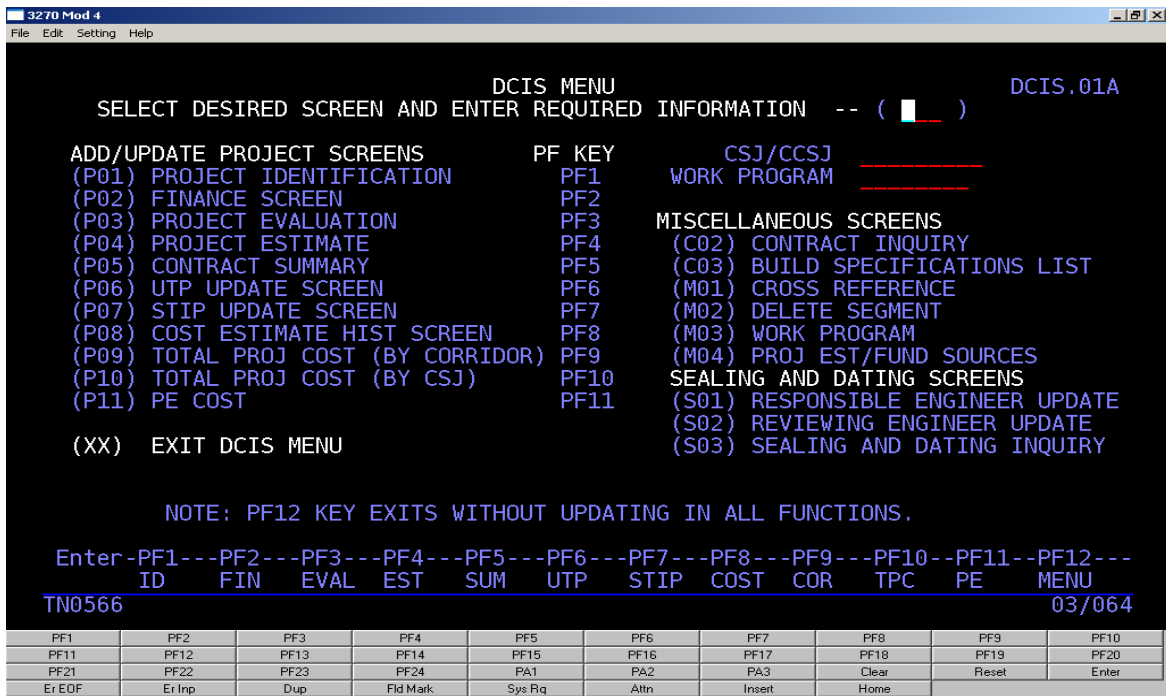 3270 Mod 4
File Edit Setting Help
DCIS MENU DCIS.01A
SELECT DESIRED SCREEN AND ENTER REQUIRED INFORMATION -- ( __ )
ADD/UPDATE PROJECT SCREENS PF KEY CSJ/CCSJ _________
(P01) PROJECT IDENTIFICATION PF1 WORK PROGRAM ________
(P02) FINANCE SCREEN PF2
(P03) PROJECT EVALUATION PF3 MISCELLANEOUS SCREENS
(P04) PROJECT ESTIMATE PF4 (C02) CONTRACT INQUIRY
(P05) CONTRACT SUMMARY PF5 (C03) BUILD SPECIFICATIONS LIST
(P06) UTP UPDATE SCREEN PF6 (M01) CROSS REFERENCE
(P07) STIP UPDATE SCREEN PF7 (M02) DELETE SEGMENT
(P08) COST ESTIMATE HIST SCREEN PF8 (M03) WORK PROGRAM
(P09) TOTAL PROJ COST (BY CORRIDOR) PF9 (M04) PROJ EST/FUND SOURCES
(P10) TOTAL PROJ COST (BY CSJ) PF10 SEALING AND DATING SCREENS
(P11) PE COST PF11 (S01) RESPONSIBLE ENGINEER UPDATE
(S02) REVIEWING ENGINEER UPDATE
(XX) EXIT DCIS MENU (S03) SEALING AND DATING INQUIRY
NOTE: PF12 KEY EXITS WITHOUT UPDATING IN ALL FUNCTIONS.
Enter-PF1---PF2---PF3---PF4---PF5---PF6---PF7---PF8---PF9---PF10--PF11--PF12---
ID FIN EVAL EST SUM UTP STIP COST COR TPC PE MENU
TN0566 03/064
PF1 PF2 PF3 PF4 PF5 PF6 PF7 PF8 PF9 PF10
PF11 PF12 PF13 PF14 PF15 PF16 PF17 PF18 PF19 PF20
PF21 PF22 PF23 PF24 PA1 PA2 PA3 Clear Reset Enter
Er EOF Er Inp Dup Fld Mark Sys Rq Attn Insert Home